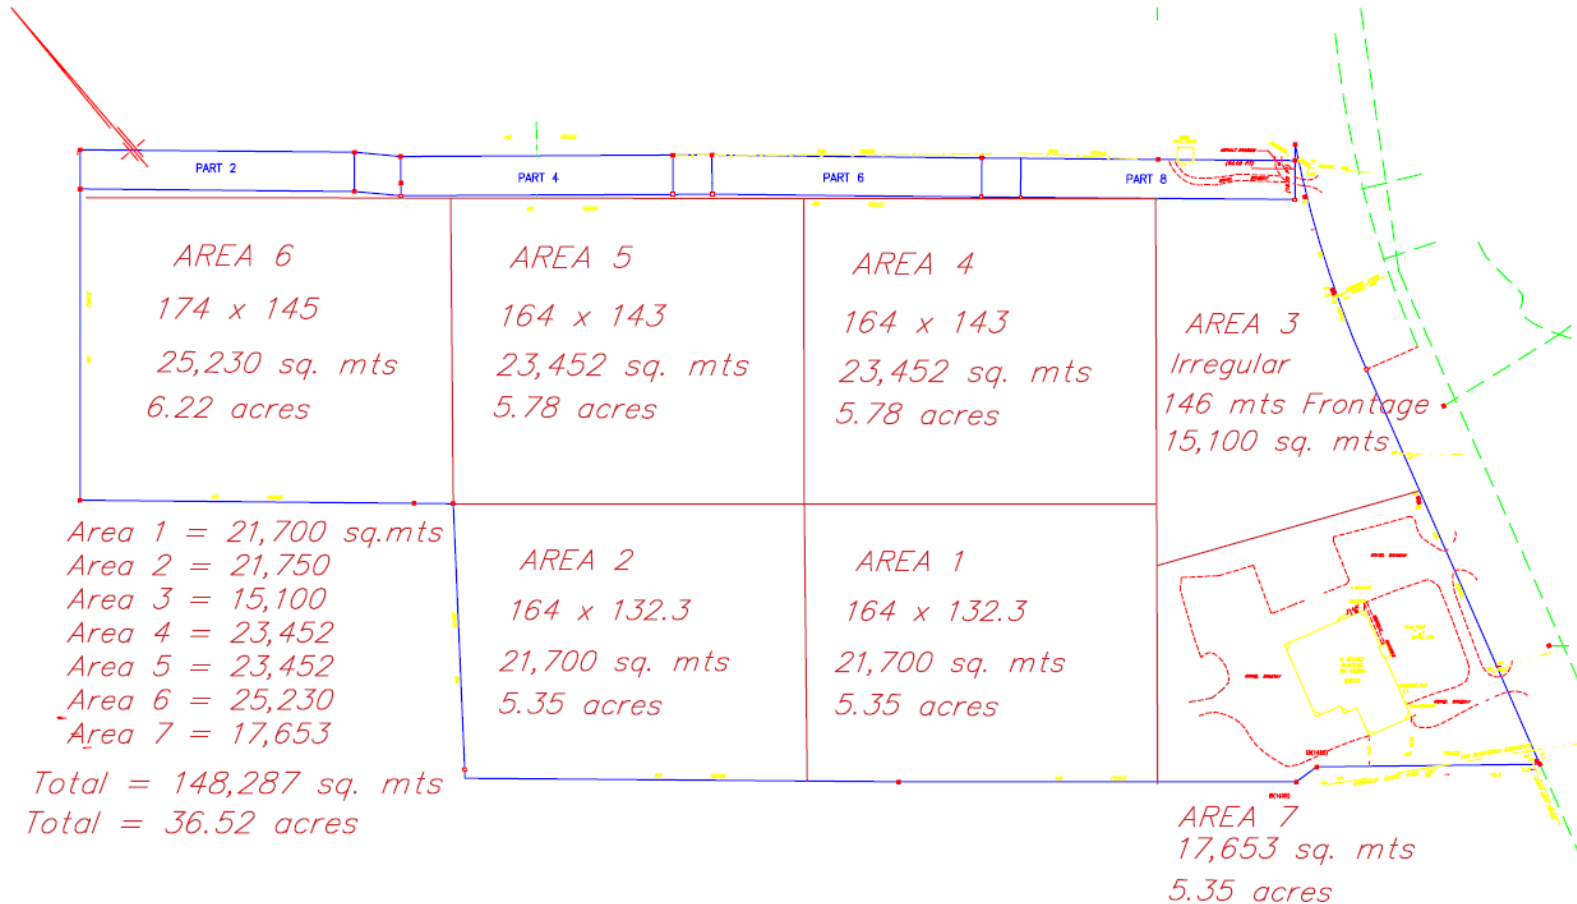 PART 2
PART 4
PART 6
PART 8
AREA 6
174 x 145
25,230 sq. mts
6.22 acres
AREA 5
164 x 143
23,452 sq. mts
5.78 acres
AREA 4
164 x 143
23,452 sq. mts
5.78 acres
AREA 3
Irregular
146 mts Frontage
15,100 sq. mts
Area 1 = 21,700 sq.mts
Area 2 = 21,750
Area 3 = 15,100
Area 4 = 23,452
Area 5 = 23,452
Area 6 = 25,230
Area 7 = 17,653
Total = 148,287 sq. mts
Total = 36.52 acres
AREA 2
164 x 132.3
21,700 sq. mts
5.35 acres
AREA 1
164 x 132.3
21,700 sq. mts
5.35 acres
AREA 7
17,653 sq. mts
5.35 acres